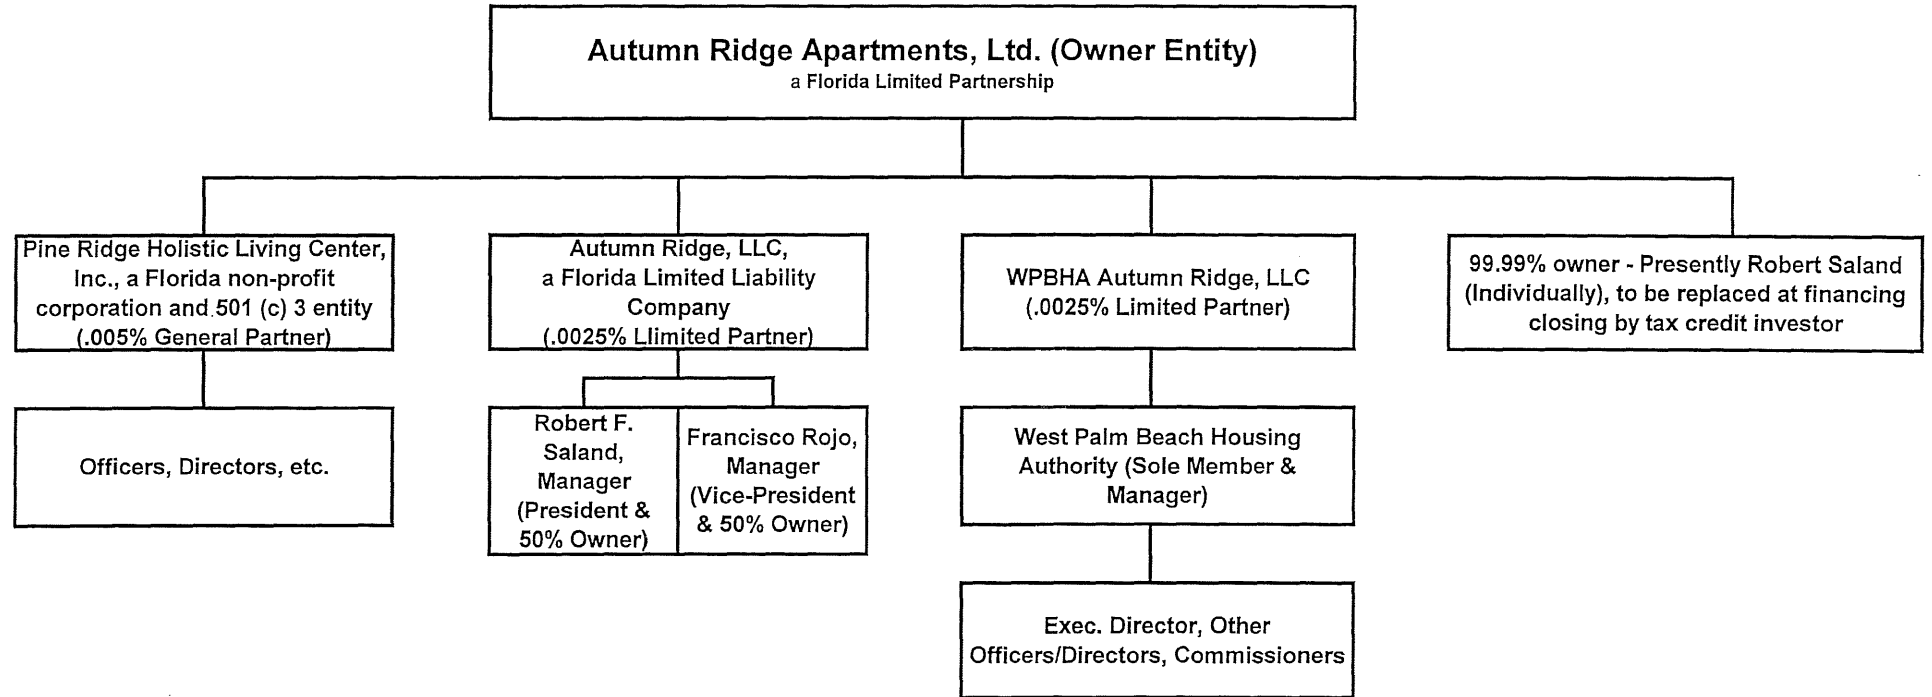 Autumn Ridge Apartments, Ltd. (Owner Entity)
a Florida Limited Partnership
Pine Ridge Holistic Living Center,
Inc., a Florida non-profit
corporation and.501 (c) 3 entity
(.005% General Partner)
Autumn Ridge, LLC,
a Florida Limited Liability
Company
(.0025% Llimited Partner)
WPBHA Autumn Ridge, LLC
(.0025% Limited Partner)
99.99% owner - Presently Robert Saland
(Individually), to be replaced at financing
closing by tax credit investor
Officers, Directors, etc.
Robert F.
Saland,
Manager
(President &
50% Owner)
Francisco Rojo,
Manager
(Vice-President
& 50% Owner)
West Palm Beach Housing
Authority (Sole Member &
Manager)
Exec. Director, Other
Officers/Directors, Commissioners